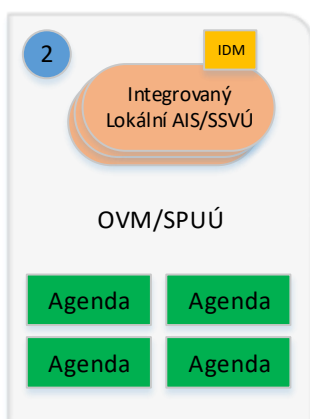 2
IDM
Integrovaný
Lokální AIS/SSVÚ
OVM/SPUÚ
Agenda Agenda
Agenda Agenda